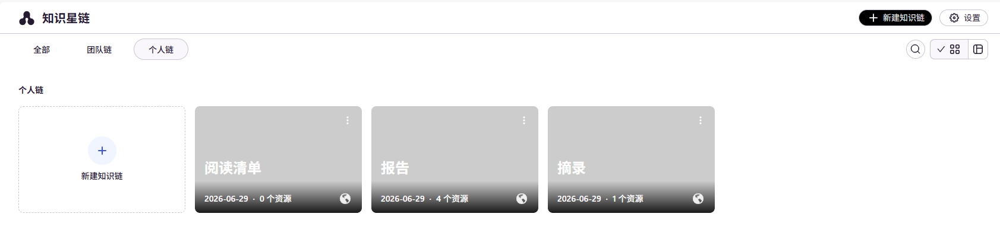 知识星链
新建知识链
设置
全部
团队链
个人链
个人链
新建知识链
阅读清单
2026-06-29 · 0 个资源
报告
2026-06-29 · 4 个资源
摘录
2026-06-29 · 1 个资源